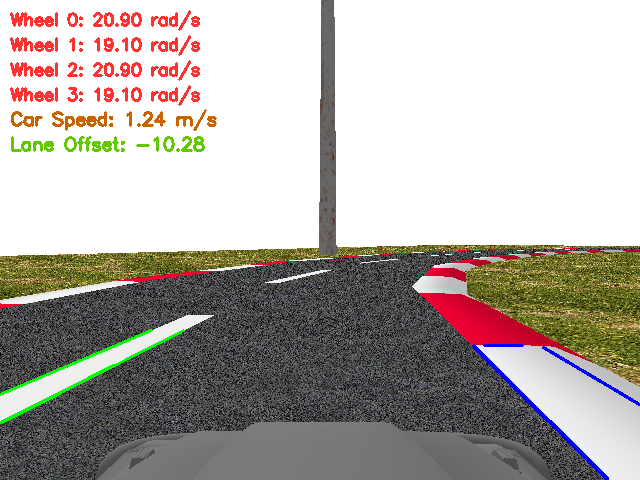 Wheel 0: 20.90 rad/s
Wheel 1: 19.10 rad/s
Wheel 2: 20.90 rad/s
Wheel 3: 19.10 rad/s
Car Speed: 1.24 m/s
Lane Offset: -10.28